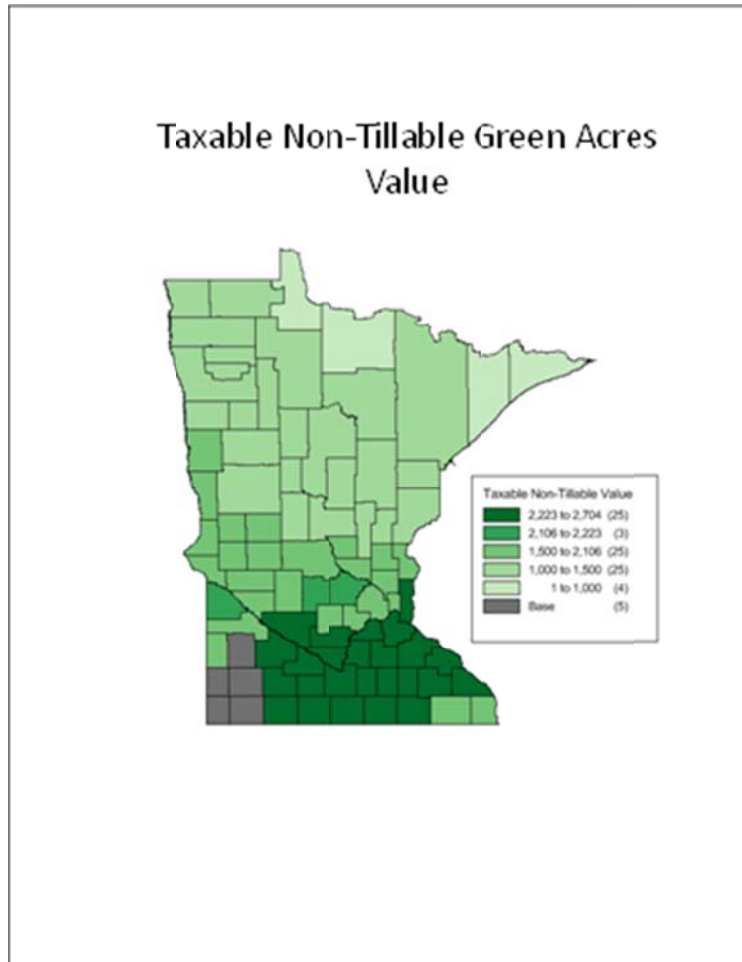 Taxable Non-Tillable Green Acres
Value
Taxable Non-Tillable Value
2,223 to 2,704 (25)
2,106 to 2,223 (3)
1,500 to 2,106 (25)
1,000 to 1,500 (25)
1 to 1,000 (4)
Base (5)